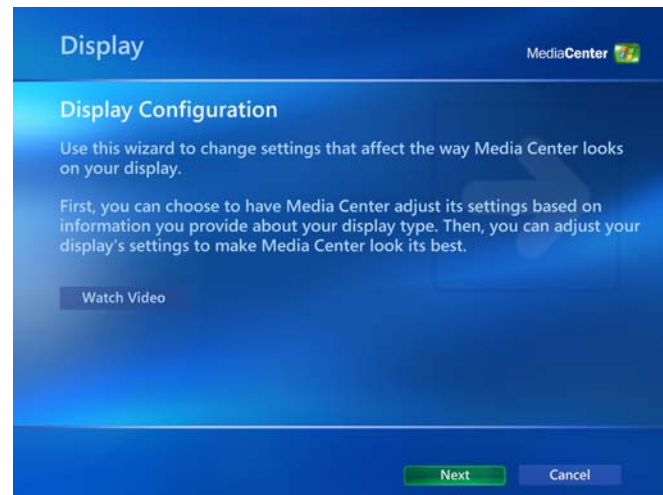 Display
MediaCenter
Display Configuration
Use this wizard to change settings that affect the way Media Center looks
on your display.
First, you can choose to have Media Center adjust its settings based on
information you provide about your display type. Then, you can adjust your
display's settings to make Media Center look its best.
Watch Video
Next
Cancel